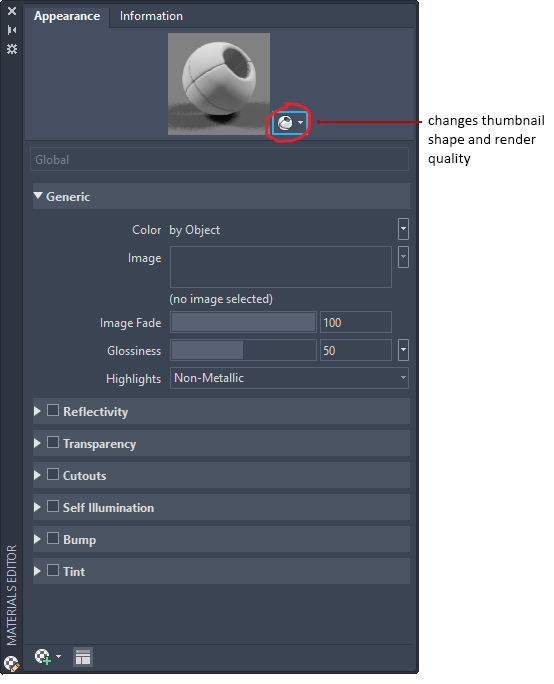 Appearance
Information
changes thumbnail
shape and render
quality
Global
Generic
Color by Object
Image
(no image selected)
Image Fade 100
Glossiness 50
Highlights Non-Metallic
Reflectivity
Transparency
Cutouts
Self Illumination
Bump
Tint
MATERIALS EDITOR